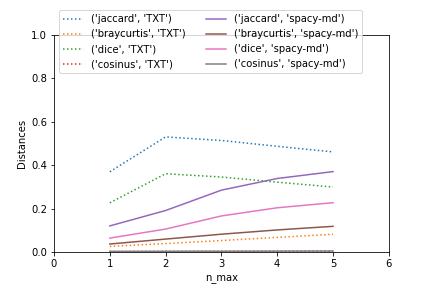 ('jaccard', 'TXT')
('braycurtis', 'TXT')
('dice', 'TXT')
('cosinus', 'TXT')
('jaccard', 'spacy-md')
('braycurtis', 'spacy-md')
('dice', 'spacy-md')
('cosinus', 'spacy-md')
1.0
0.8
0.6
0.4
0.2
0.0
Distances
0 1 2 3 4 5 6
n_max